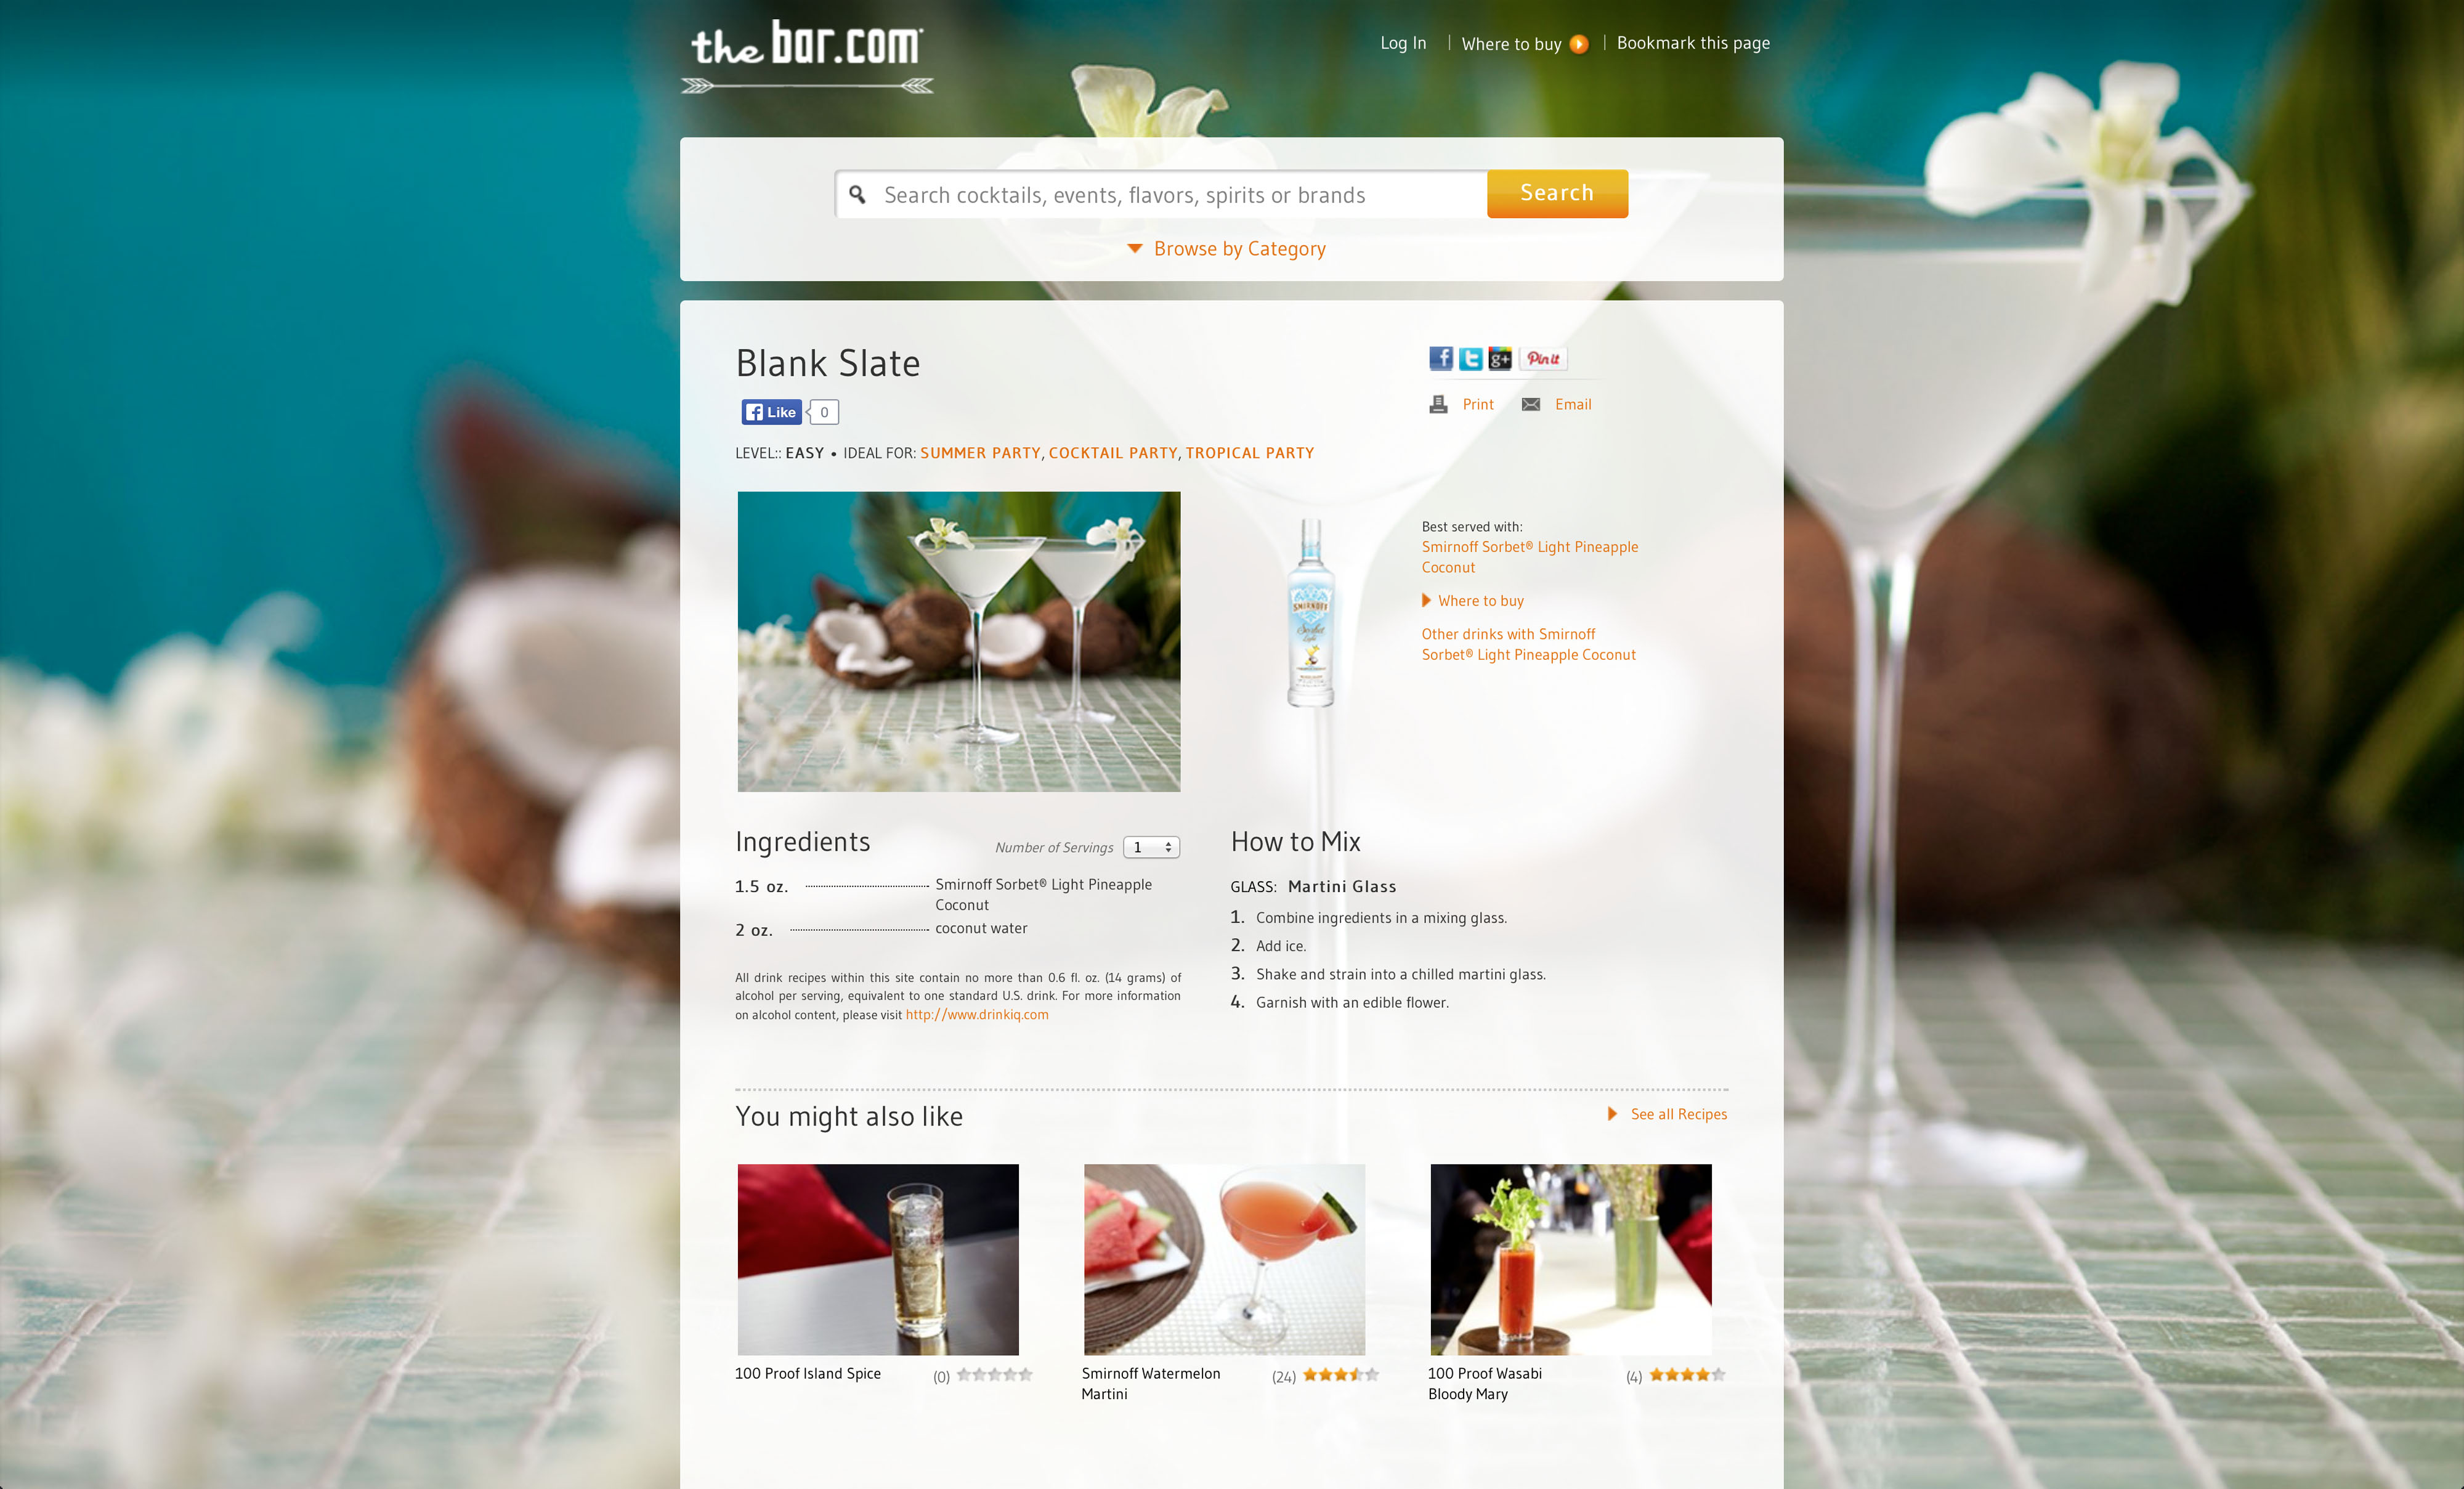 the bar.com
Log In
Where to buy
Bookmark this page
Search cocktails, events, flavors, spirits or brands
Search
Browse by Category
Blank Slate
f t g+ Pin it
Like 0
Print Email
LEVEL:: EASY • IDEAL FOR: SUMMER PARTY, COCKTAIL PARTY, TROPICAL PARTY
SMIRNOFF
Sorbet
Light
Best served with:
Smirnoff Sorbet® Light Pineapple
Coconut
Where to buy
Other drinks with Smirnoff
Sorbet® Light Pineapple Coconut
Ingredients
Number of Servings 1
1.5 oz. Smirnoff Sorbet® Light Pineapple
Coconut
2 oz. coconut water
All drink recipes within this site contain no more than 0.6 fl. oz. (14 grams) of
alcohol per serving, equivalent to one standard U.S. drink. For more information
on alcohol content, please visit http://www.drinkiq.com
How to Mix
GLASS: Martini Glass
1. Combine ingredients in a mixing glass.
2. Add ice.
3. Shake and strain into a chilled martini glass.
4. Garnish with an edible flower.
You might also like
See all Recipes
100 Proof Island Spice
(0)
Smirnoff Watermelon
Martini
(24)
100 Proof Wasabi
Bloody Mary
(4)